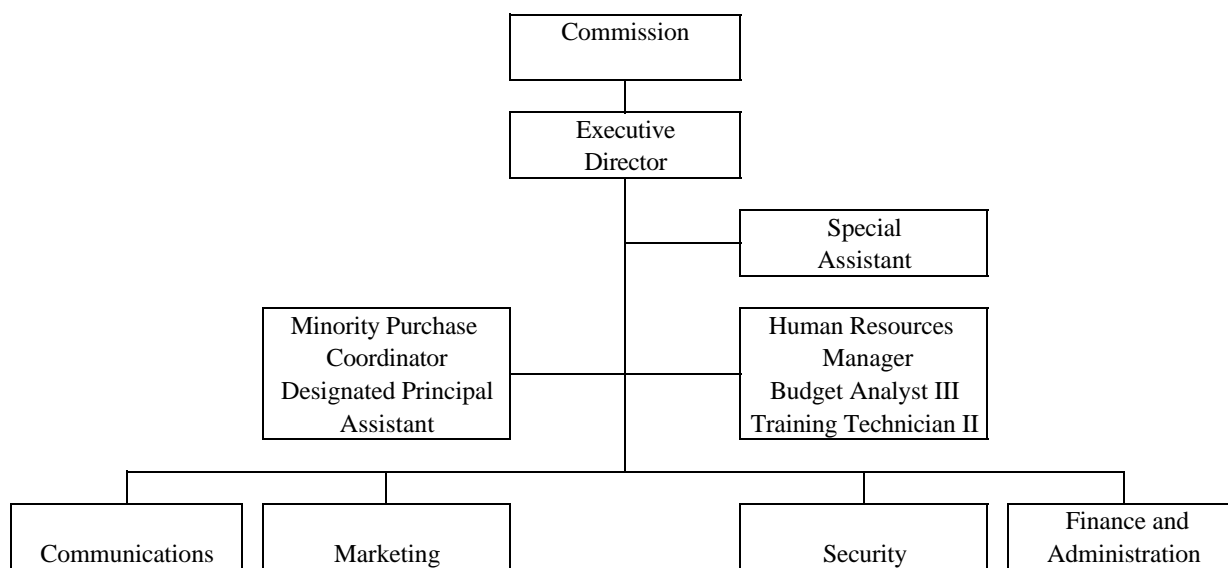 Commission
Executive
Director
Special
Assistant
Minority Purchase
Coordinator
Designated Principal
Assistant
Human Resources
Manager
Budget Analyst III
Training Technician II
Communications
Marketing
Security
Finance and
Administration